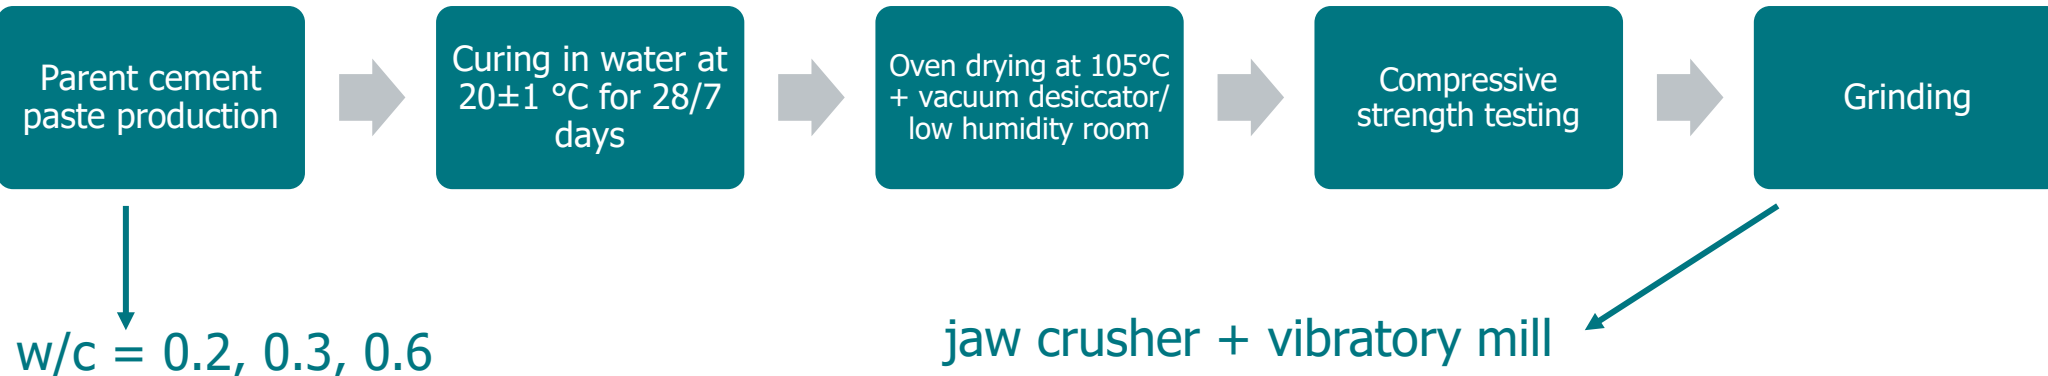 Parent cement
paste production
Curing in water at
20±1 °C for 28/7
days
Oven drying at 105°C
+ vacuum desiccator/
low humidity room
Compressive
strength testing
Grinding
w/c = 0.2, 0.3, 0.6
jaw crusher + vibratory mill